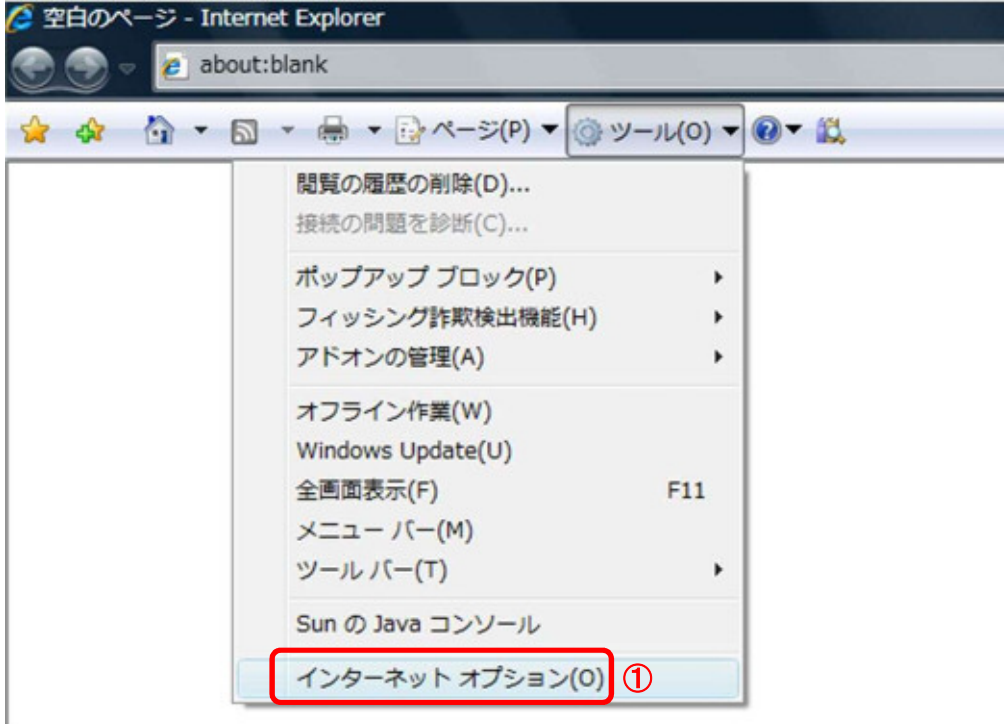 空白のページ - Internet Explorer
about:blank
ページ(P) ツール(O)
閲覧の履歴の削除(D)...
接続の問題を診断(C)...
ポップアップ ブロック(P)
フィッシング詐欺検出機能(H)
アドオンの管理(A)
オフライン作業(W)
Windows Update(U)
全画面表示(F) F11
メニュー バー(M)
ツール バー(T)
Sun の Java コンソール
インターネット オプション(O) ①